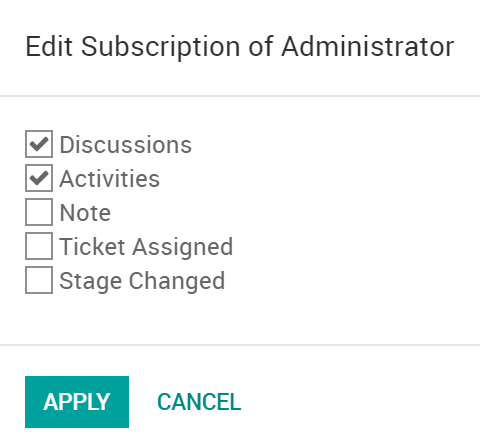 Edit Subscription of Administrator
Discussions
Activities
Note
Ticket Assigned
Stage Changed
APPLY CANCEL